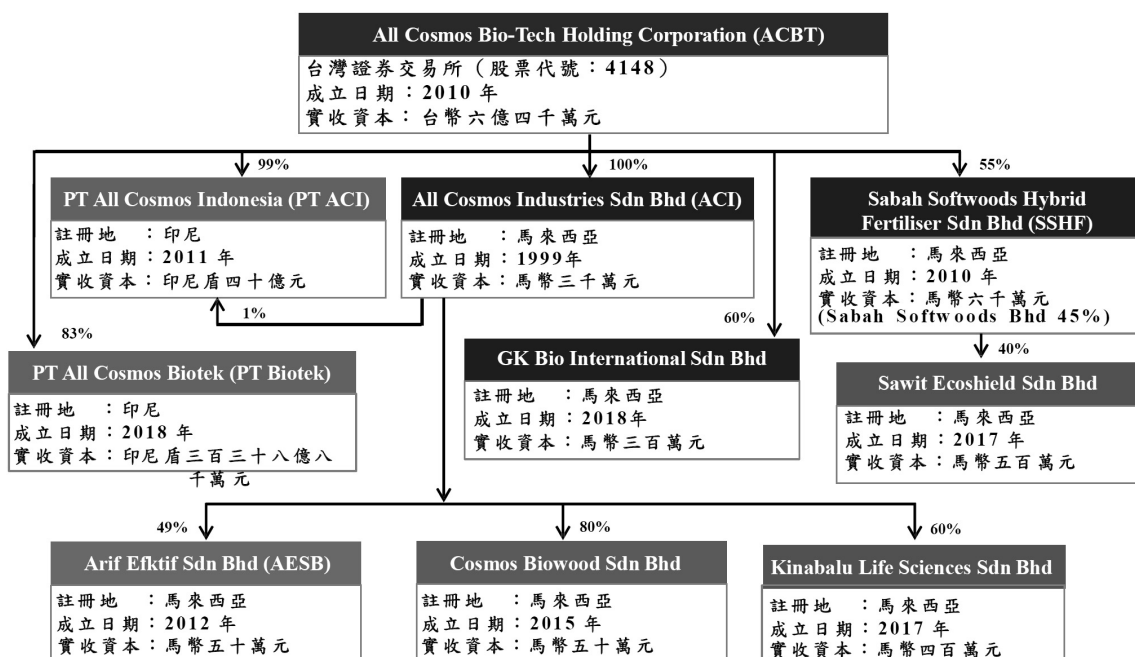 All Cosmos Bio-Tech Holding Corporation (ACBT)
台灣證券交易所（股票代號：4148）
成立日期：2010 年
實收資本：台幣六億四千萬元
99%
100%
55%
PT All Cosmos Indonesia (PT ACI)
註冊地　：印尼
成立日期：2011 年
實收資本：印尼盾四十億元
All Cosmos Industries Sdn Bhd (ACI)
註冊地　：馬來西亞
成立日期：1999年
實收資本：馬幣三千萬元
Sabah Softwoods Hybrid
Fertiliser Sdn Bhd (SSHF)
註冊地　：馬來西亞
成立日期：2010 年
實收資本：馬幣六千萬元
(Sabah Softwoods Bhd 45%)
1%
83%
60%
40%
PT All Cosmos Biotek (PT Biotek)
註冊地　：印尼
成立日期：2018 年
實收資本：印尼盾三百三十八億八
千萬元
GK Bio International Sdn Bhd
註冊地　：馬來西亞
成立日期：2018年
實收資本：馬幣三百萬元
Sawit Ecoshield Sdn Bhd
註冊地　：馬來西亞
成立日期：2017 年
實收資本：馬幣五百萬元
49%
80%
60%
Arif Efktif Sdn Bhd (AESB)
註冊地　：馬來西亞
成立日期：2012 年
實收資本：馬幣五十萬元
Cosmos Biowood Sdn Bhd
註冊地　：馬來西亞
成立日期：2015 年
實收資本：馬幣五十萬元
Kinabalu Life Sciences Sdn Bhd
註冊地　：馬來西亞
成立日期：2017 年
實收資本：馬幣四百萬元